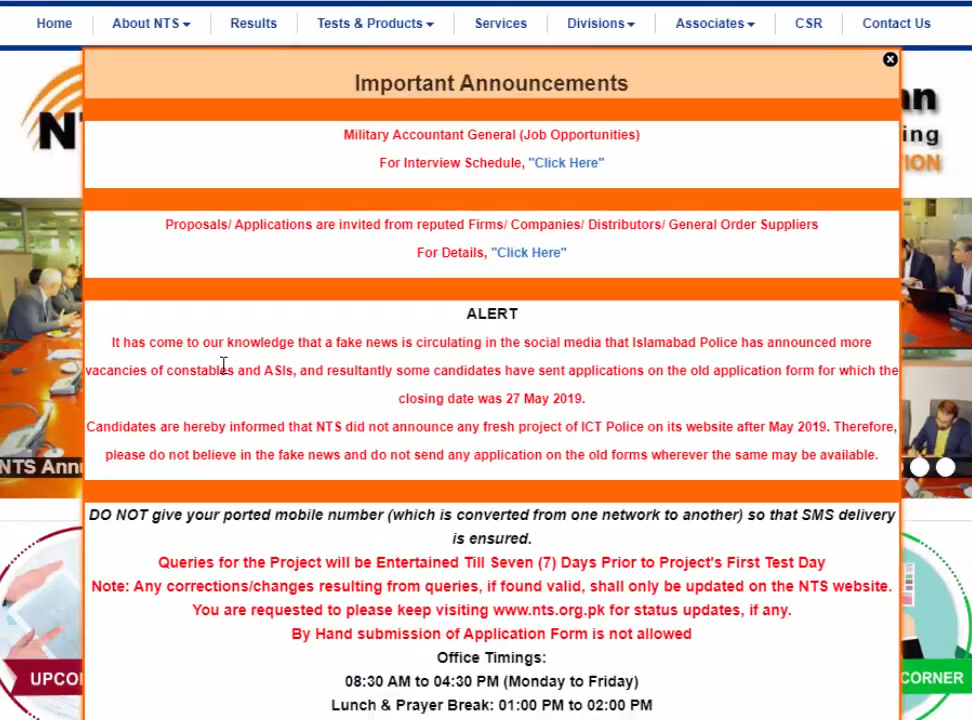 Home About NTS Results Tests & Products Services Divisions Associates CSR Contact Us
Important Announcements
Military Accountant General (Job Opportunities)
For Interview Schedule, "Click Here"
Proposals/ Applications are invited from reputed Firms/ Companies/ Distributors/ General Order Suppliers
For Details, "Click Here"
ALERT
It has come to our knowledge that a fake news is circulating in the social media that Islamabad Police has announced more
vacancies of constables and ASIs, and resultantly some candidates have sent applications on the old application form for which the
closing date was 27 May 2019.
Candidates are hereby informed that NTS did not announce any fresh project of ICT Police on its website after May 2019. Therefore,
please do not believe in the fake news and do not send any application on the old forms wherever the same may be available.
NTS Annu
DO NOT give your ported mobile number (which is converted from one network to another) so that SMS delivery
is ensured.
Queries for the Project will be Entertained Till Seven (7) Days Prior to Project's First Test Day
Note: Any corrections/changes resulting from queries, if found valid, shall only be updated on the NTS website.
You are requested to please keep visiting www.nts.org.pk for status updates, if any.
By Hand submission of Application Form is not allowed
Office Timings:
08:30 AM to 04:30 PM (Monday to Friday)
Lunch & Prayer Break: 01:00 PM to 02:00 PM
UPCO
CORNER